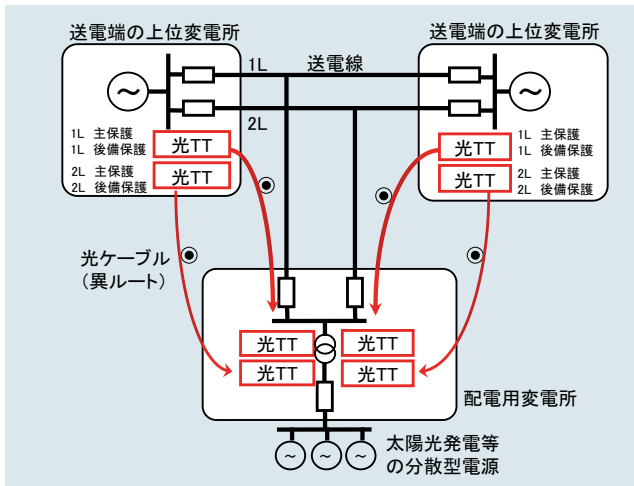 送電端の上位変電所
送電端の上位変電所
1L
送電線
2L
~
~
1L 主保護
1L 後備保護
光TT
2L 主保護
2L 後備保護
光TT
光TT
1L 主保護
1L 後備保護
光TT
2L 主保護
2L 後備保護
光ケーブル
(異ルート)
光TT
光TT
光TT
光TT
配電用変電所
~
~
~
太陽光発電等
の分散型電源